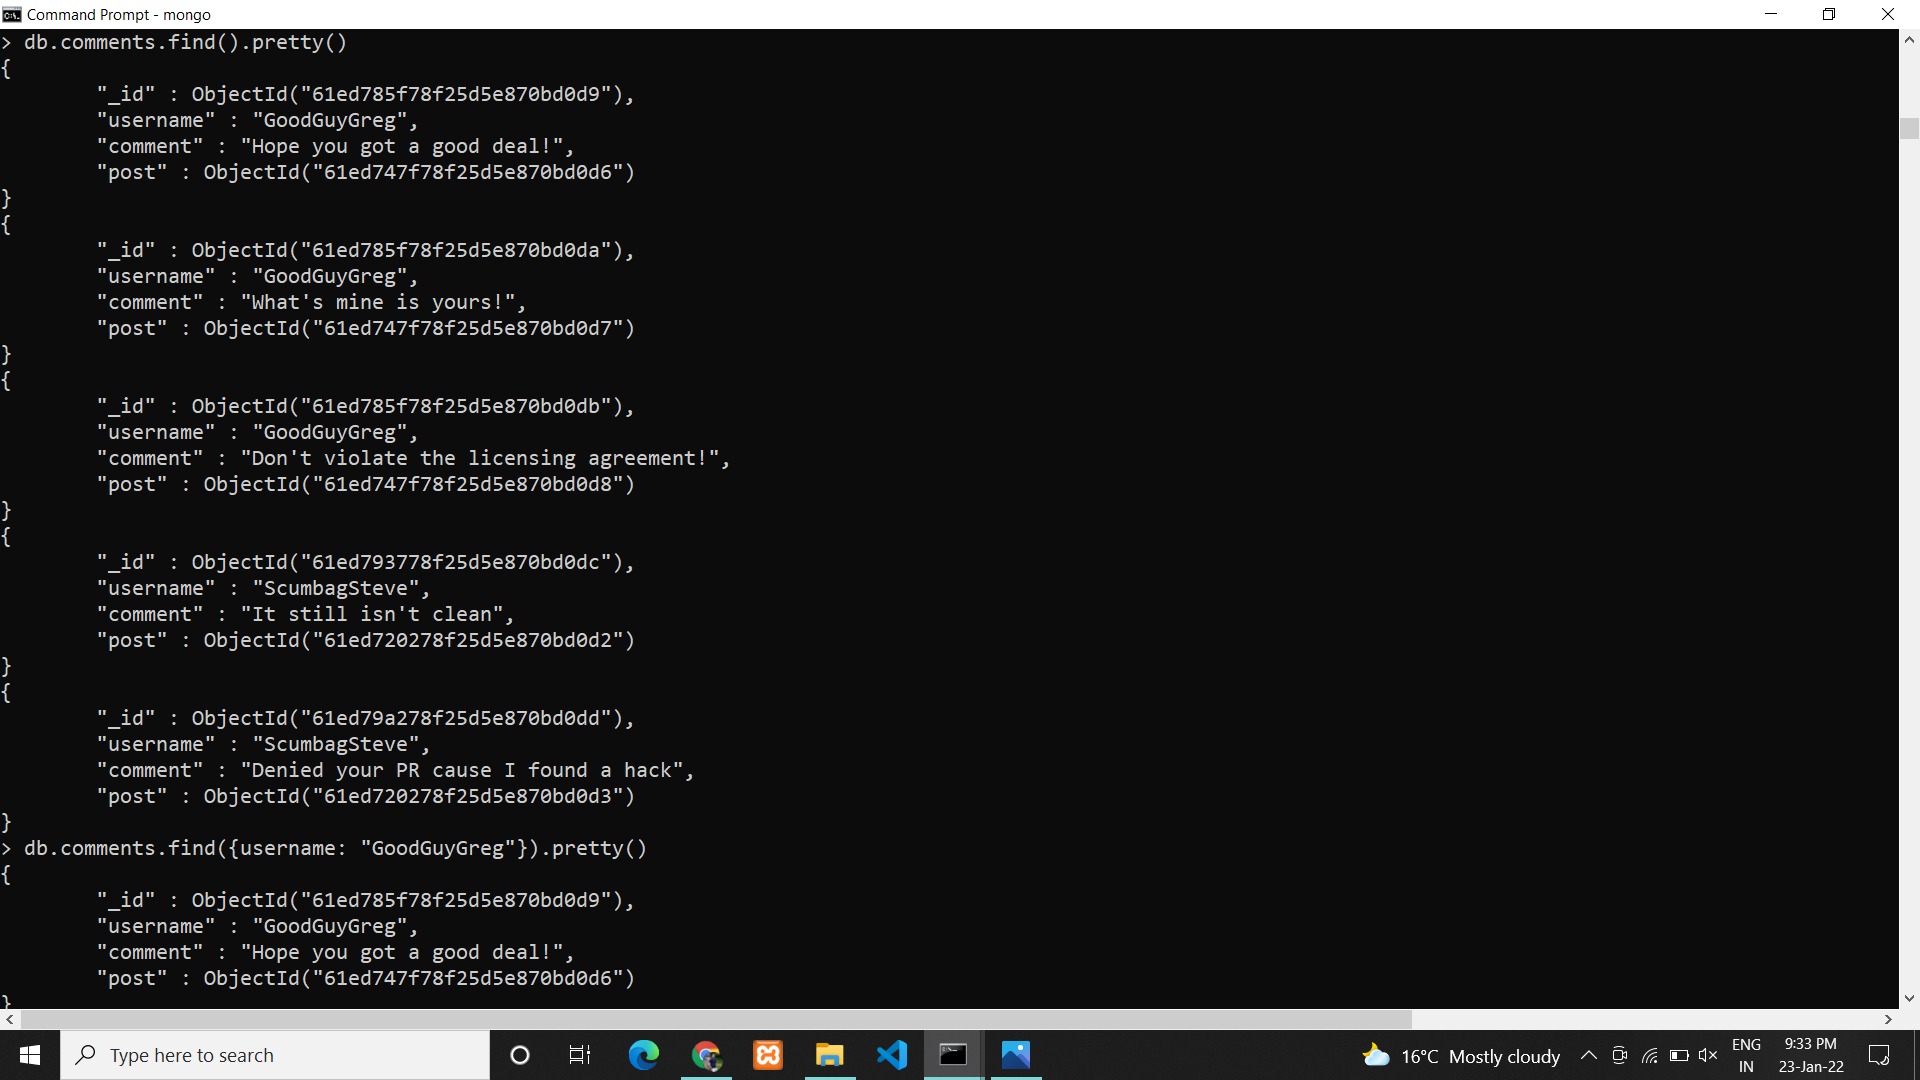 Command Prompt - mongo
> db.comments.find().pretty()
{
        "_id" : ObjectId("61ed785f78f25d5e870bd0d9"),
        "username" : "GoodGuyGreg",
        "comment" : "Hope you got a good deal!",
        "post" : ObjectId("61ed747f78f25d5e870bd0d6")
}
{
        "_id" : ObjectId("61ed785f78f25d5e870bd0da"),
        "username" : "GoodGuyGreg",
        "comment" : "What's mine is yours!",
        "post" : ObjectId("61ed747f78f25d5e870bd0d7")
}
{
        "_id" : ObjectId("61ed785f78f25d5e870bd0db"),
        "username" : "GoodGuyGreg",
        "comment" : "Don't violate the licensing agreement!",
        "post" : ObjectId("61ed747f78f25d5e870bd0d8")
}
{
        "_id" : ObjectId("61ed793778f25d5e870bd0dc"),
        "username" : "ScumbagSteve",
        "comment" : "It still isn't clean",
        "post" : ObjectId("61ed720278f25d5e870bd0d2")
}
{
        "_id" : ObjectId("61ed79a278f25d5e870bd0dd"),
        "username" : "ScumbagSteve",
        "comment" : "Denied your PR cause I found a hack",
        "post" : ObjectId("61ed720278f25d5e870bd0d3")
}
> db.comments.find({username: "GoodGuyGreg"}).pretty()
{
        "_id" : ObjectId("61ed785f78f25d5e870bd0d9"),
        "username" : "GoodGuyGreg",
        "comment" : "Hope you got a good deal!",
        "post" : ObjectId("61ed747f78f25d5e870bd0d6")
}
Type here to search
16°C Mostly cloudy
ENG
IN
9:33 PM
23-Jan-22